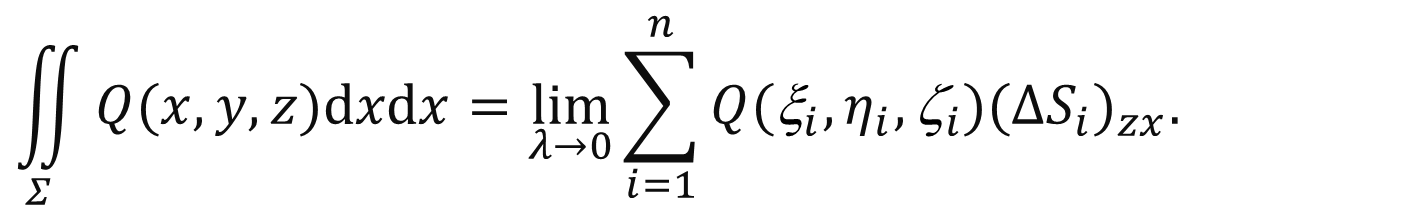 ∬_Σ Q(x, y, z)dxdx = lim_{λ→0} ∑_{i=1}^{n} Q(ξ_i, η_i, ζ_i)(ΔS_i)_{zx}.